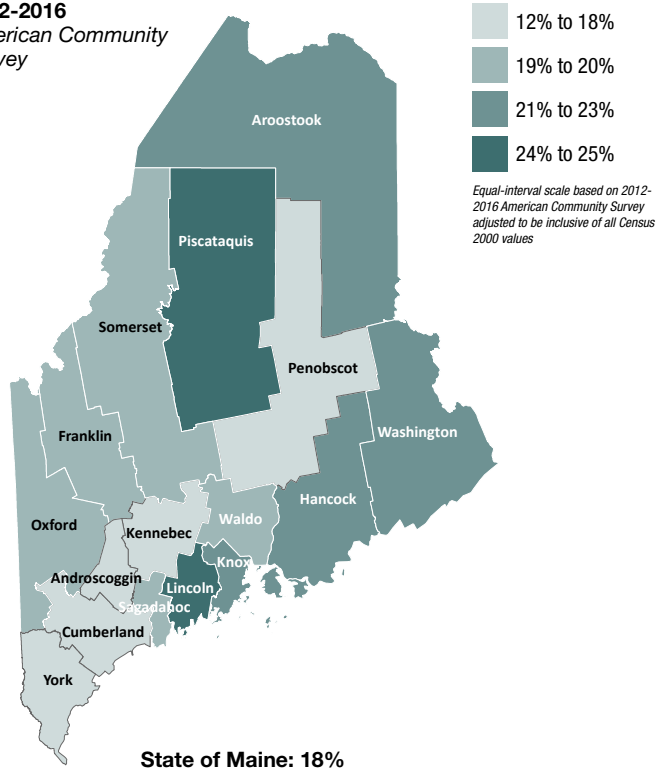 2-2016
erican Community
vey
12% to 18%
19% to 20%
21% to 23%
24% to 25%
Equal-interval scale based on 2012-
2016 American Community Survey
adjusted to be inclusive of all Census
2000 values
Aroostook
Piscataquis
Somerset
Penobscot
Franklin
Washington
Hancock
Oxford
Waldo
Kennebec
Knox
Androscoggin
Lincoln
Sagadahoc
Cumberland
York
State of Maine: 18%